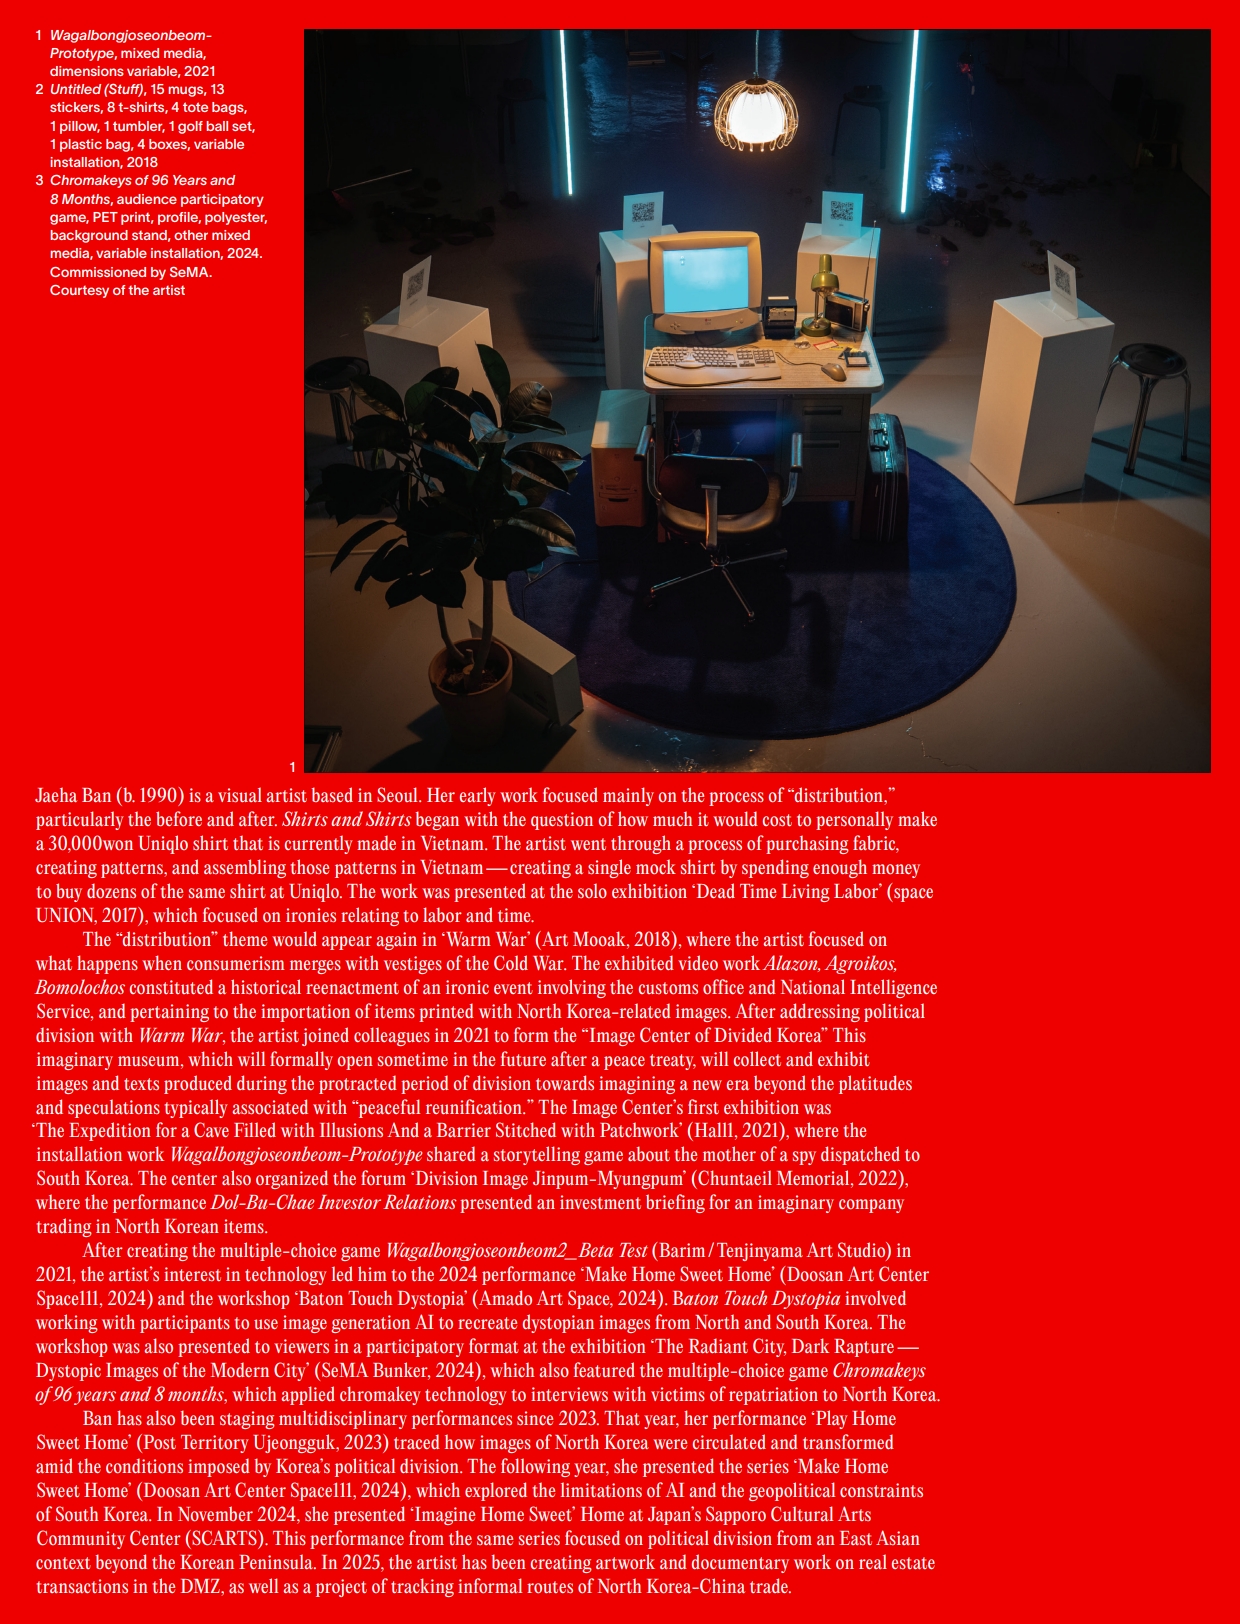 1 Wagalbongjoseonbeom-
Prototype, mixed media,
dimensions variable, 2021
2 Untitled (Stuff), 15 mugs, 13
stickers, 8 t-shirts, 4 tote bags,
1 pillow, 1 tumbler, 1 golf ball set,
1 plastic bag, 4 boxes, variable
installation, 2018
3 Chromakeys of 96 Years and
8 Months, audience participatory
game, PET print, profile, polyester,
background stand, other mixed
media, variable installation, 2024.
Commissioned by SeMA.
Courtesy of the artist
1
Jaeha Ban (b. 1990) is a visual artist based in Seoul. Her early work focused mainly on the process of “distribution,”
particularly the before and after. Shirts and Shirts began with the question of how much it would cost to personally make
a 30,000won Uniqlo shirt that is currently made in Vietnam. The artist went through a process of purchasing fabric,
creating patterns, and assembling those patterns in Vietnam — creating a single mock shirt by spending enough money
to buy dozens of the same shirt at Uniqlo. The work was presented at the solo exhibition ‘Dead Time Living Labor’ (space
UNION, 2017), which focused on ironies relating to labor and time.
The “distribution” theme would appear again in ‘Warm War’ (Art Mooak, 2018), where the artist focused on
what happens when consumerism merges with vestiges of the Cold War. The exhibited video work Alazon, Agroikos,
Bomolochos constituted a historical reenactment of an ironic event involving the customs office and National Intelligence
Service, and pertaining to the importation of items printed with North Korea-related images. After addressing political
division with Warm War, the artist joined colleagues in 2021 to form the “Image Center of Divided Korea” This
imaginary museum, which will formally open sometime in the future after a peace treaty, will collect and exhibit
images and texts produced during the protracted period of division towards imagining a new era beyond the platitudes
and speculations typically associated with “peaceful reunification.” The Image Center’s first exhibition was
‘The Expedition for a Cave Filled with Illusions And a Barrier Stitched with Patchwork’ (Hall1, 2021), where the
installation work Wagalbongjoseonbeom-Prototype shared a storytelling game about the mother of a spy dispatched to
South Korea. The center also organized the forum ‘Division Image Jinpum-Myungpum’ (Chuntaeil Memorial, 2022),
where the performance Dol-Bu-Chae Investor Relations presented an investment briefing for an imaginary company
trading in North Korean items.
After creating the multiple-choice game Wagalbongjoseonbeom2_Beta Test (Barim / Tenjinyama Art Studio) in
2021, the artist’s interest in technology led him to the 2024 performance ‘Make Home Sweet Home’ (Doosan Art Center
Space111, 2024) and the workshop ‘Baton Touch Dystopia’ (Amado Art Space, 2024). Baton Touch Dystopia involved
working with participants to use image generation AI to recreate dystopian images from North and South Korea. The
workshop was also presented to viewers in a participatory format at the exhibition ‘The Radiant City, Dark Rapture —
Dystopic Images of the Modern City’ (SeMA Bunker, 2024), which also featured the multiple-choice game Chromakeys
of 96 years and 8 months, which applied chromakey technology to interviews with victims of repatriation to North Korea.
Ban has also been staging multidisciplinary performances since 2023. That year, her performance ‘Play Home
Sweet Home’ (Post Territory Ujeongguk, 2023) traced how images of North Korea were circulated and transformed
amid the conditions imposed by Korea’s political division. The following year, she presented the series ‘Make Home
Sweet Home’ (Doosan Art Center Space111, 2024), which explored the limitations of AI and the geopolitical constraints
of South Korea. In November 2024, she presented ‘Imagine Home Sweet’ Home at Japan’s Sapporo Cultural Arts
Community Center (SCARTS). This performance from the same series focused on political division from an East Asian
context beyond the Korean Peninsula. In 2025, the artist has been creating artwork and documentary work on real estate
transactions in the DMZ, as well as a project of tracking informal routes of North Korea-China trade.